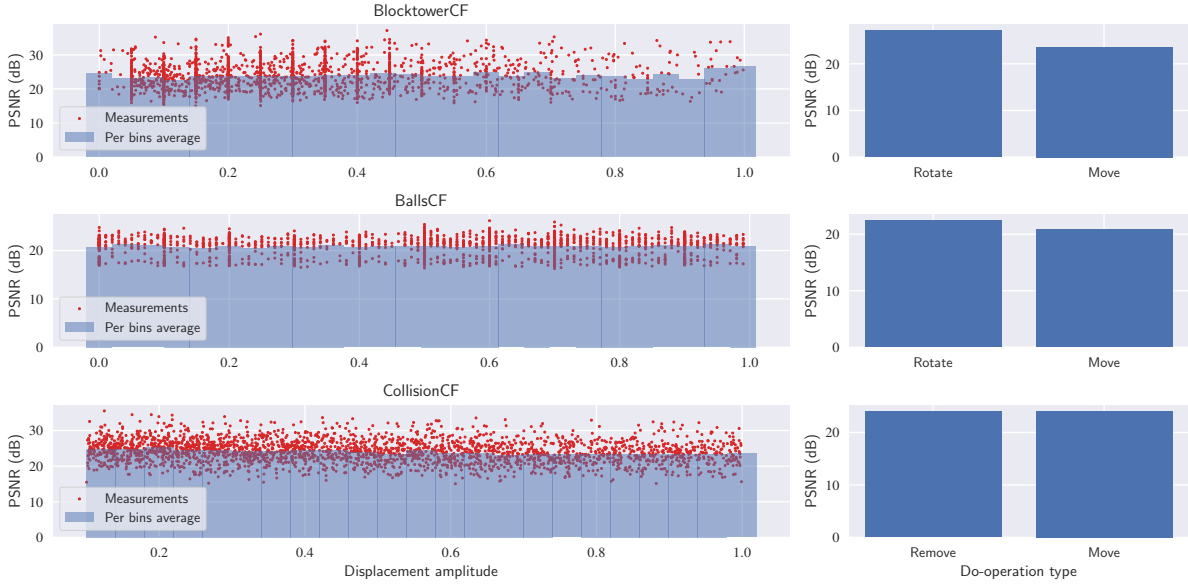 BlocktowerCF
PSNR (dB)
30
20
10
0
Measurements
Per bins average
0.0 0.2 0.4 0.6 0.8 1.0
PSNR (dB)
20
10
0
Rotate Move
BallsCF
PSNR (dB)
20
10
0
Measurements
Per bins average
0.0 0.2 0.4 0.6 0.8 1.0
PSNR (dB)
20
10
0
Rotate Move
CollisionCF
PSNR (dB)
30
20
10
0
Measurements
Per bins average
0.2 0.4 0.6 0.8 1.0
Displacement amplitude
PSNR (dB)
20
10
0
Remove Move
Do-operation type